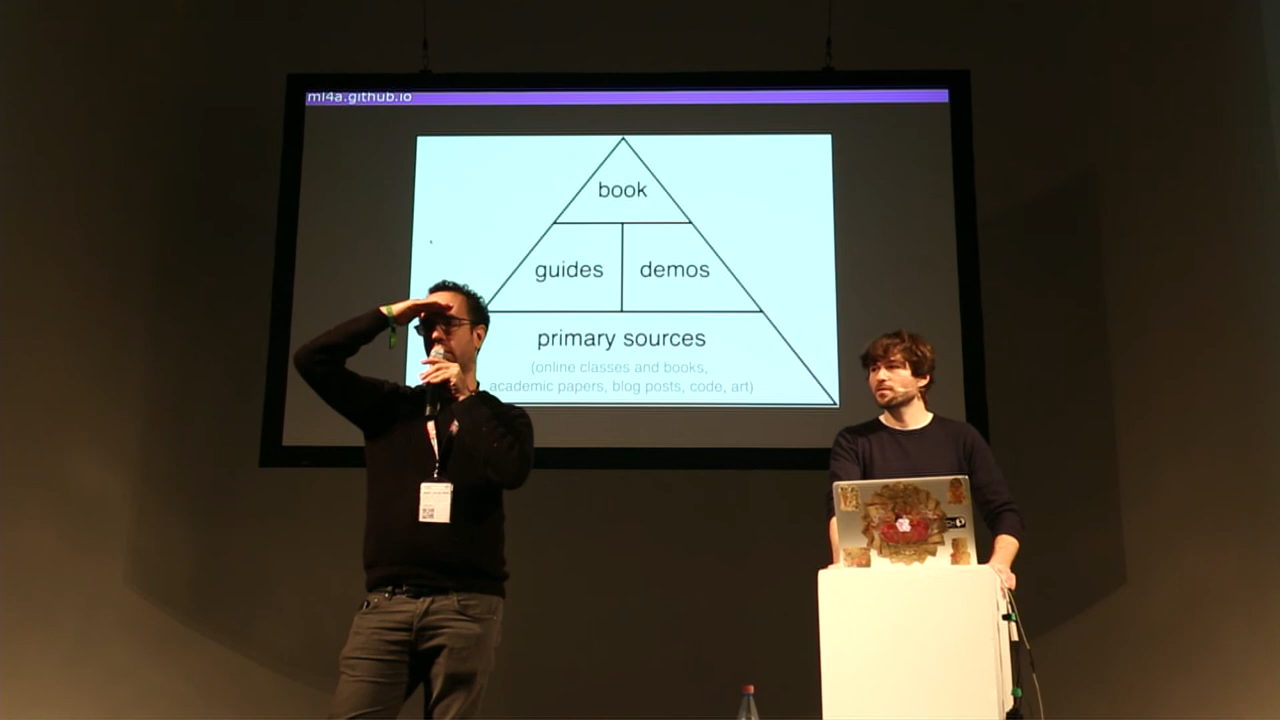 ml4a.github.io
book
guides
demos
primary sources
(online classes and books,
academic papers, blog posts, code, art)